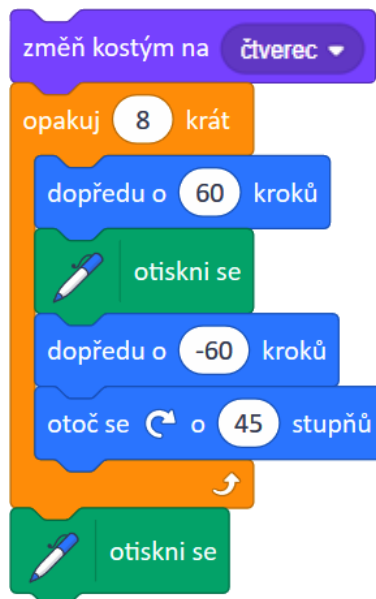 změň kostým na čtverec
opakuj 8 krát
dopředu o 60 kroků
otiskni se
dopředu o -60 kroků
otoč se o 45 stupňů
otiskni se